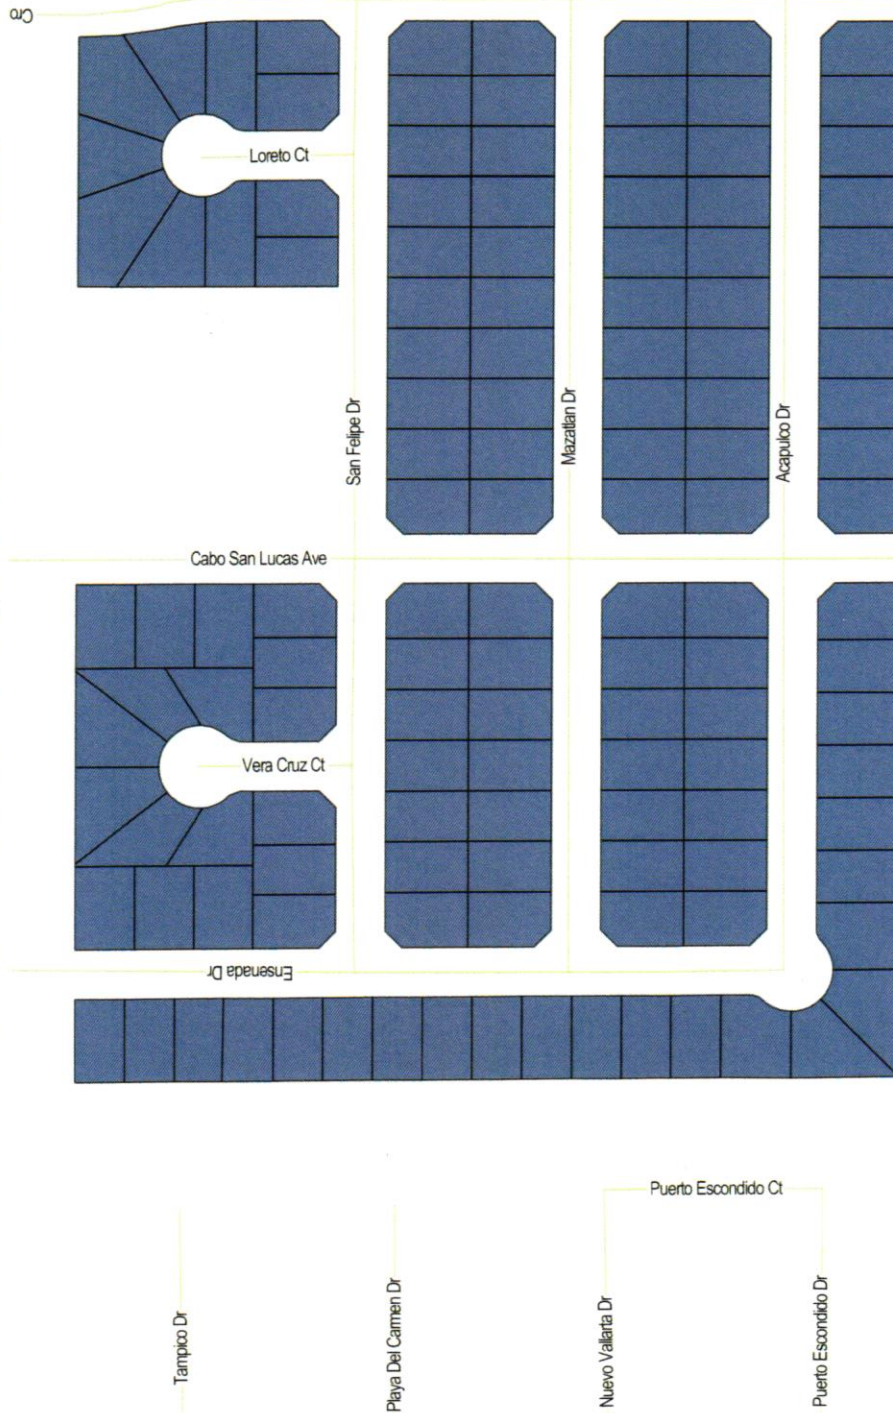 Cro
Loreto Ct
San Felipe Dr
Mazatlan Dr
Acapulco Dr
Cabo San Lucas Ave
Vera Cruz Ct
Ensenada Dr
Puerto Escondido Ct
Tampico Dr
Playa Del Carmen Dr
Nuevo Vallarta Dr
Puerto Escondido Dr